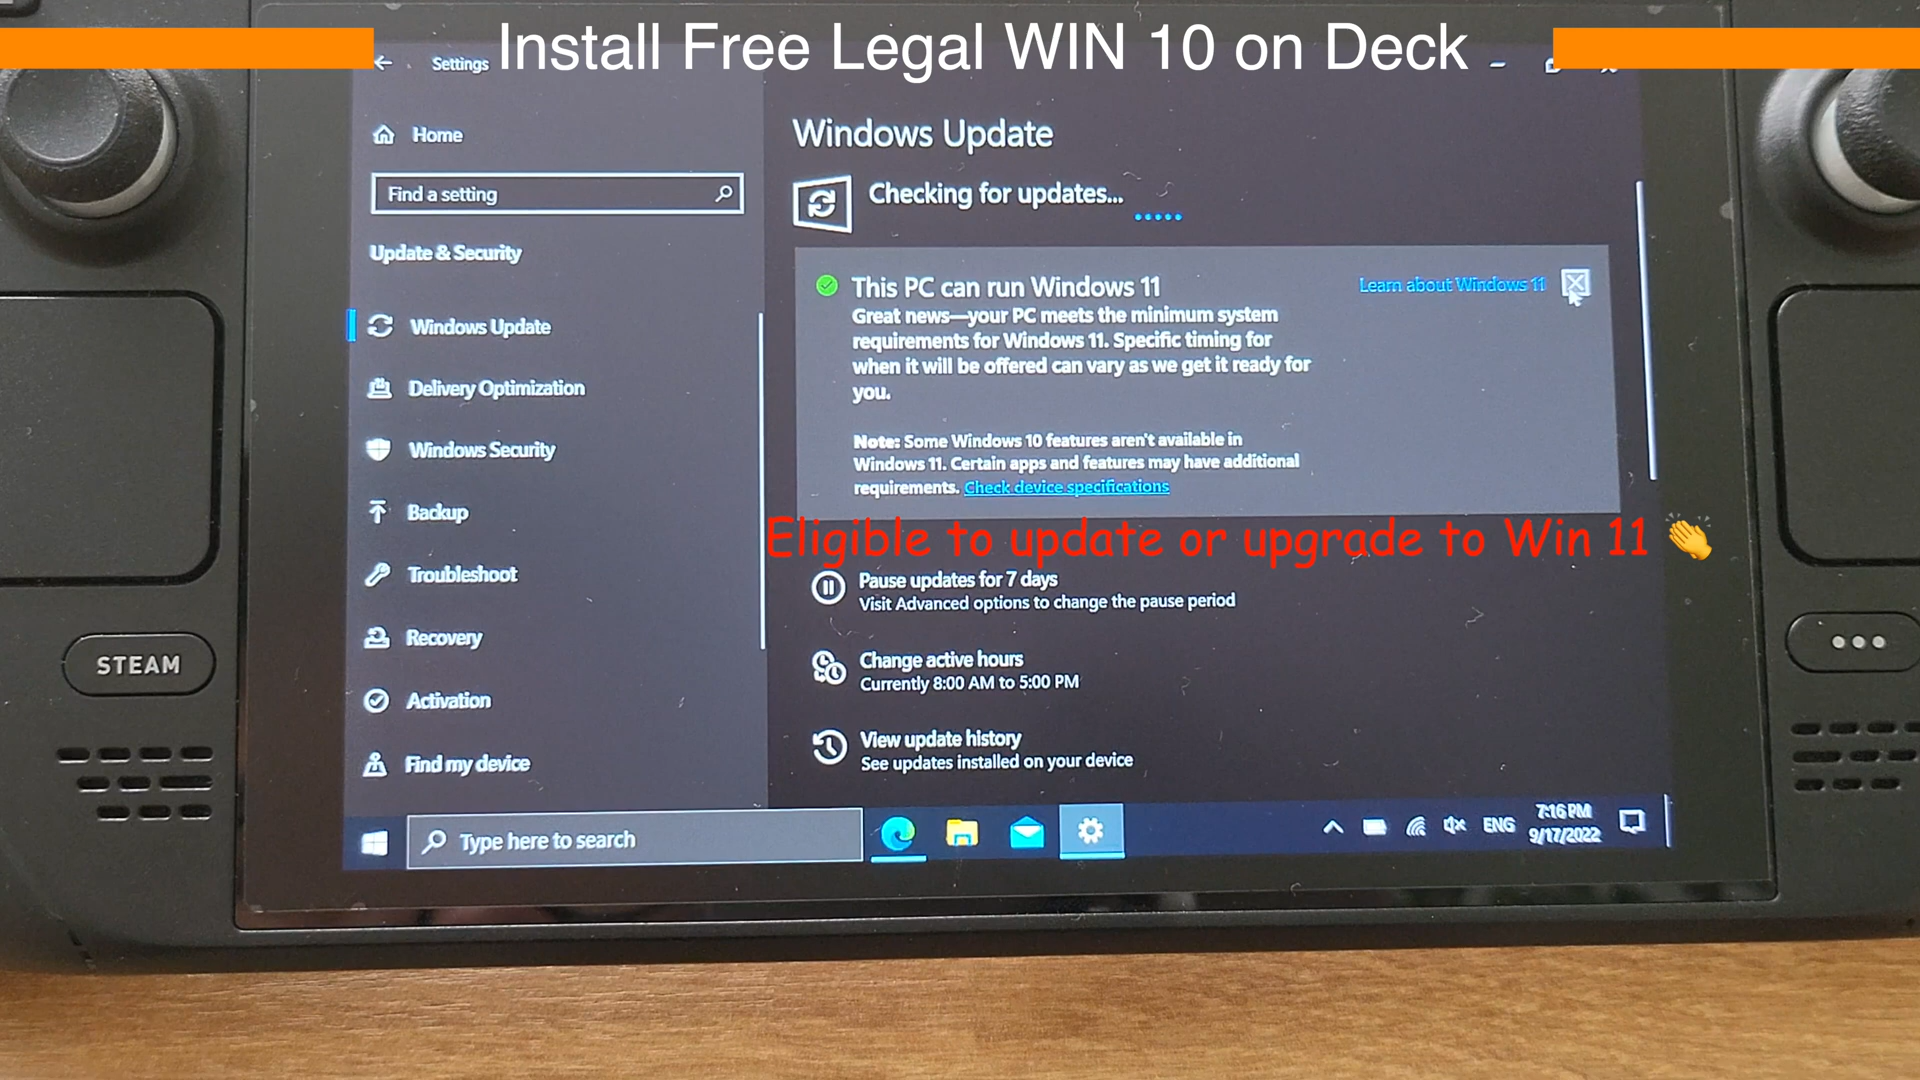 Install Free Legal WIN 10 on Deck
Settings
Home
Find a setting
Update & Security
Windows Update
Delivery Optimization
Windows Security
Backup
Troubleshoot
Recovery
Activation
Find my device
Windows Update
Checking for updates...
This PC can run Windows 11
Learn about Windows 11
Great news—your PC meets the minimum system
requirements for Windows 11. Specific timing for
when it will be offered can vary as we get it ready for
you.
Note: Some Windows 10 features aren't available in
Windows 11. Certain apps and features may have additional
requirements. Check device specifications
Eligible to update or upgrade to Win 11 👏
Pause updates for 7 days
Visit Advanced options to change the pause period
Change active hours
Currently 8:00 AM to 5:00 PM
View update history
See updates installed on your device
STEAM
Type here to search
ENG
7:16 PM
9/17/2022